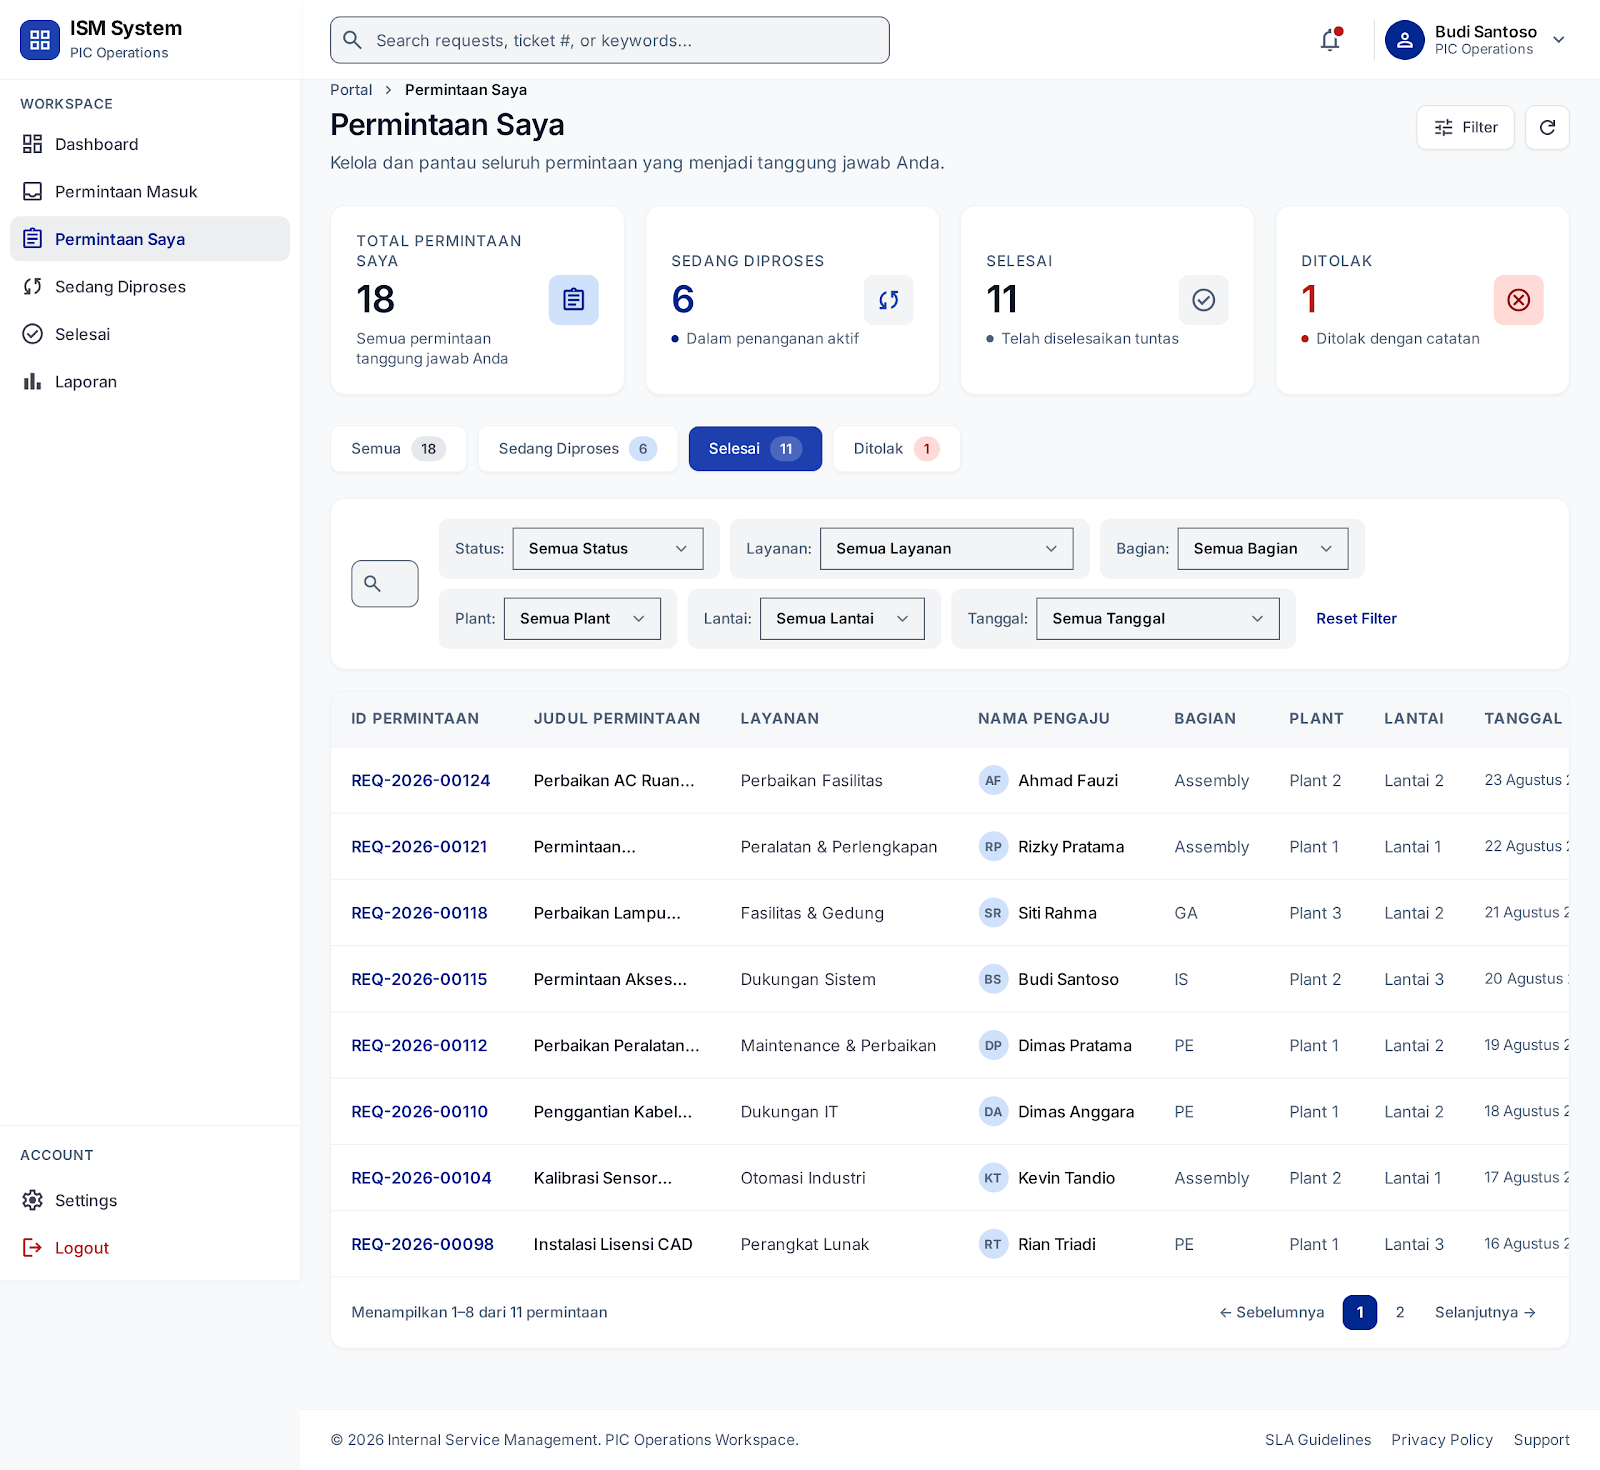 ISM System
PIC Operations
Search requests, ticket #, or keywords...
Budi Santoso
PIC Operations
WORKSPACE
Dashboard
Permintaan Masuk
Permintaan Saya
Sedang Diproses
Selesai
Laporan
ACCOUNT
Settings
Logout
Portal > Permintaan Saya
Permintaan Saya
Kelola dan pantau seluruh permintaan yang menjadi tanggung jawab Anda.
Filter
TOTAL PERMINTAAN
SAYA
18
Semua permintaan
tanggung jawab Anda
SEDANG DIPROSES
6
Dalam penanganan aktif
SELESAI
11
Telah diselesaikan tuntas
DITOLAK
1
Ditolak dengan catatan
Semua 18
Sedang Diproses 6
Selesai 11
Ditolak 1
Status: Semua Status
Layanan: Semua Layanan
Bagian: Semua Bagian
Plant: Semua Plant
Lantai: Semua Lantai
Tanggal: Semua Tanggal
Reset Filter
ID PERMINTAAN JUDUL PERMINTAAN LAYANAN NAMA PENGAJU BAGIAN PLANT LANTAI TANGGAL
REQ-2026-00124 Perbaikan AC Ruan... Perbaikan Fasilitas AF Ahmad Fauzi Assembly Plant 2 Lantai 2 23 Agustus 2
REQ-2026-00121 Permintaan... Peralatan & Perlengkapan RP Rizky Pratama Assembly Plant 1 Lantai 1 22 Agustus 2
REQ-2026-00118 Perbaikan Lampu... Fasilitas & Gedung SR Siti Rahma GA Plant 3 Lantai 2 21 Agustus 2
REQ-2026-00115 Permintaan Akses... Dukungan Sistem BS Budi Santoso IS Plant 2 Lantai 3 20 Agustus
REQ-2026-00112 Perbaikan Peralatan... Maintenance & Perbaikan DP Dimas Pratama PE Plant 1 Lantai 2 19 Agustus 2
REQ-2026-00110 Penggantian Kabel... Dukungan IT DA Dimas Anggara PE Plant 1 Lantai 2 18 Agustus 2
REQ-2026-00104 Kalibrasi Sensor... Otomasi Industri KT Kevin Tandio Assembly Plant 2 Lantai 1 17 Agustus 2
REQ-2026-00098 Instalasi Lisensi CAD Perangkat Lunak RT Rian Triadi PE Plant 1 Lantai 3 16 Agustus 2
Menampilkan 1–8 dari 11 permintaan
← Sebelumnya 1 2 Selanjutnya →
© 2026 Internal Service Management. PIC Operations Workspace.
SLA Guidelines Privacy Policy Support